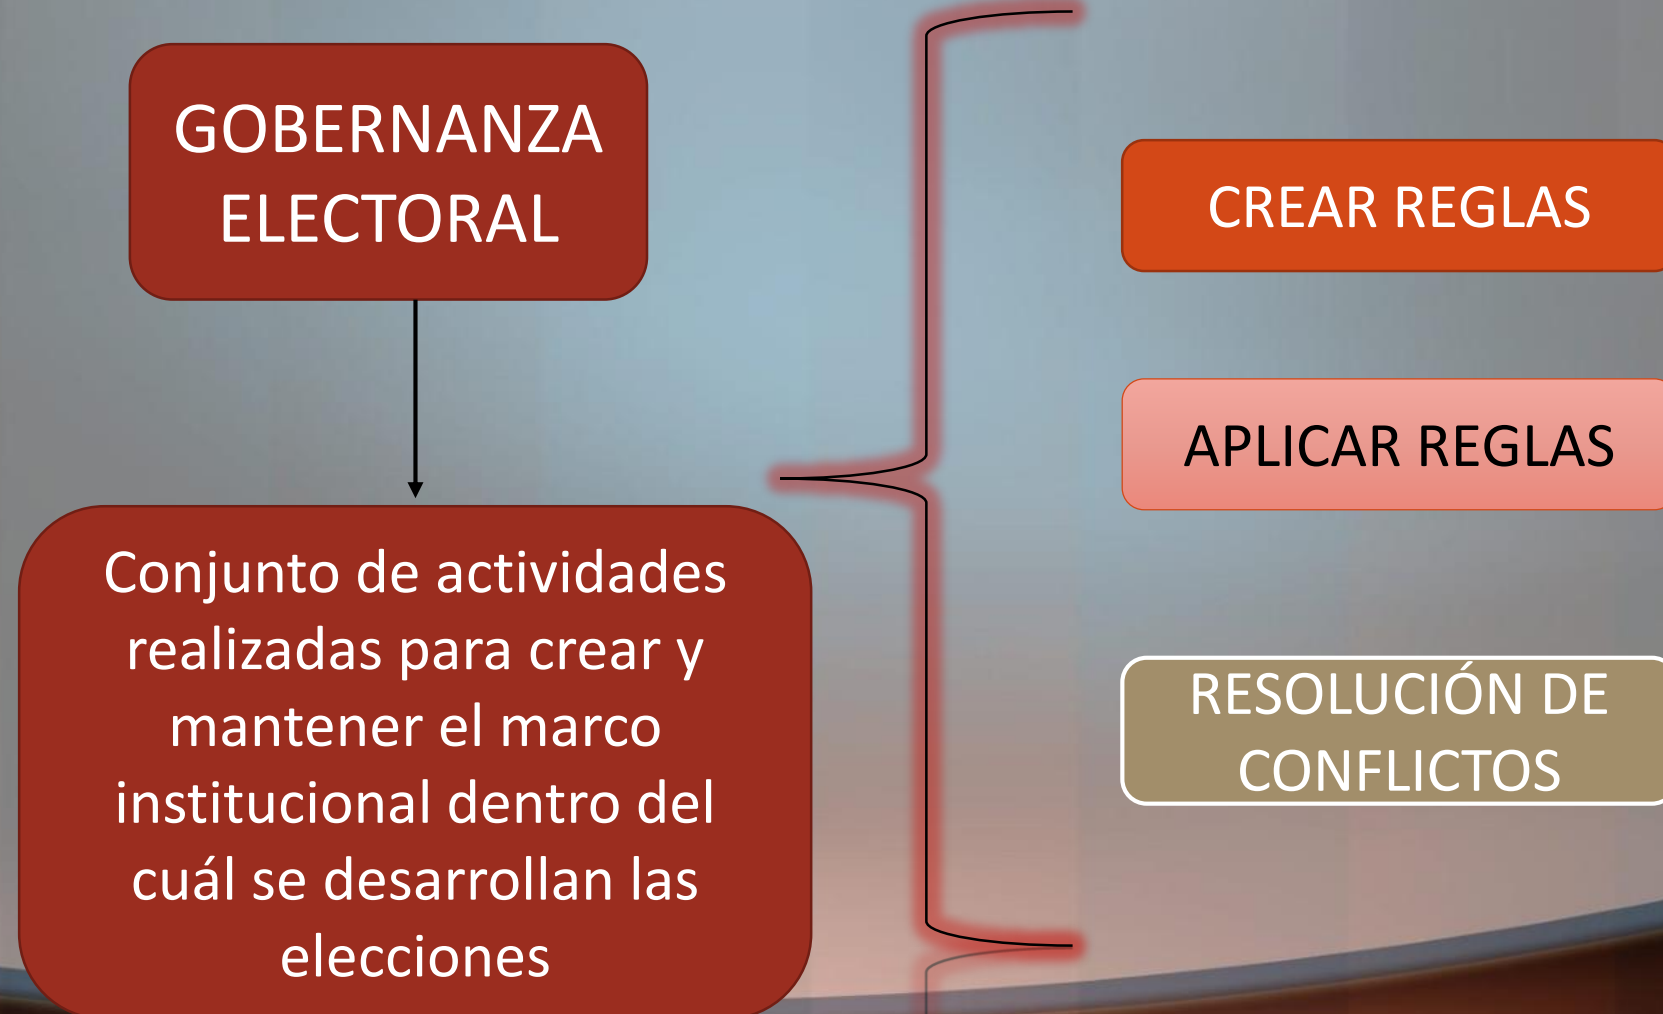 GOBERNANZA
ELECTORAL
Conjunto de actividades
realizadas para crear y
mantener el marco
institucional dentro del
cuál se desarrollan las
elecciones
CREAR REGLAS
APLICAR REGLAS
RESOLUCIÓN DE
CONFLICTOS